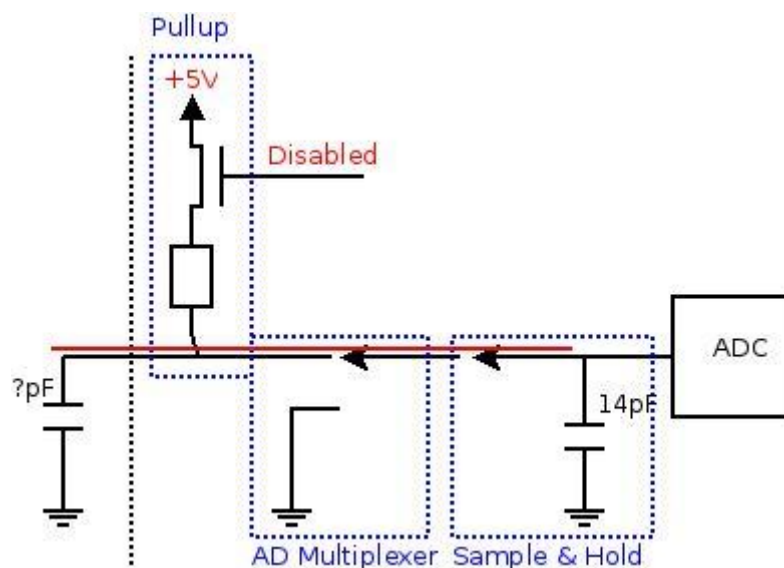 Pullup
+5V
Disabled
ADC
?pF
14pF
AD Multiplexer
Sample & Hold